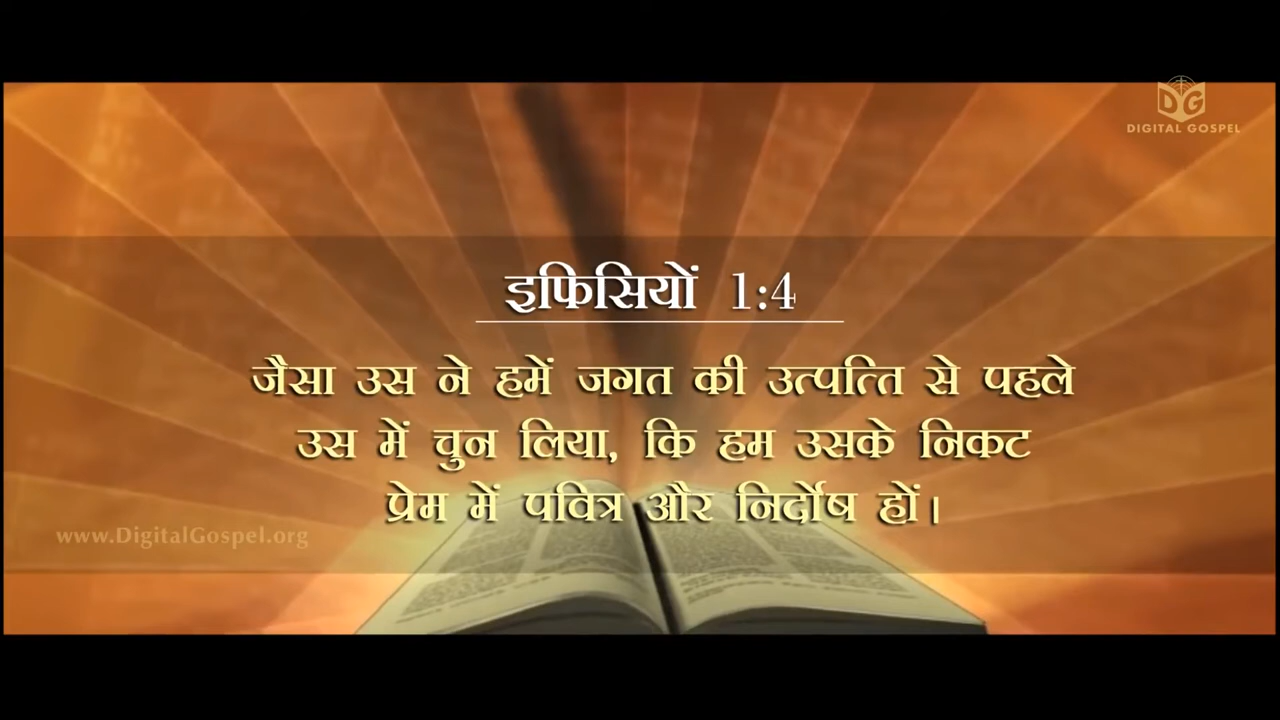 DG
DIGITAL GOSPEL
इफिसियों 1:4
जैसा उस ने हमें जगत की उत्पत्ति से पहले
उस में चुन लिया, कि हम उसके निकट
प्रेम में पवित्र और निर्दोष हों।
www.DigitalGospel.org